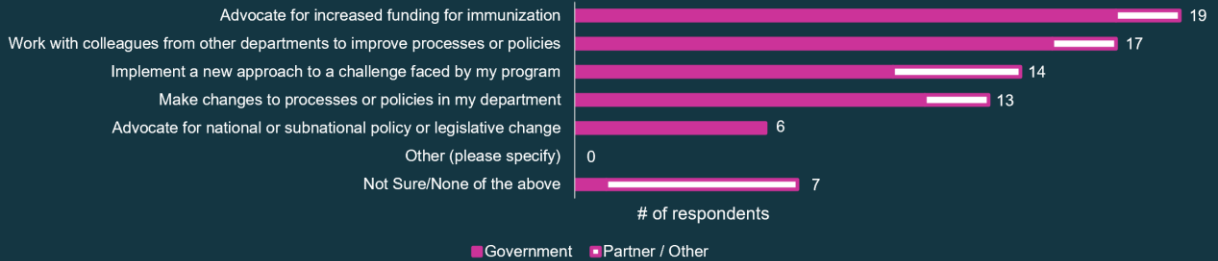 Advocate for increased funding for immunization 19
Work with colleagues from other departments to improve processes or policies 17
Implement a new approach to a challenge faced by my program 14
Make changes to processes or policies in my department 13
Advocate for national or subnational policy or legislative change 6
Other (please specify) 0
Not Sure/None of the above 7
# of respondents
Government Partner / Other